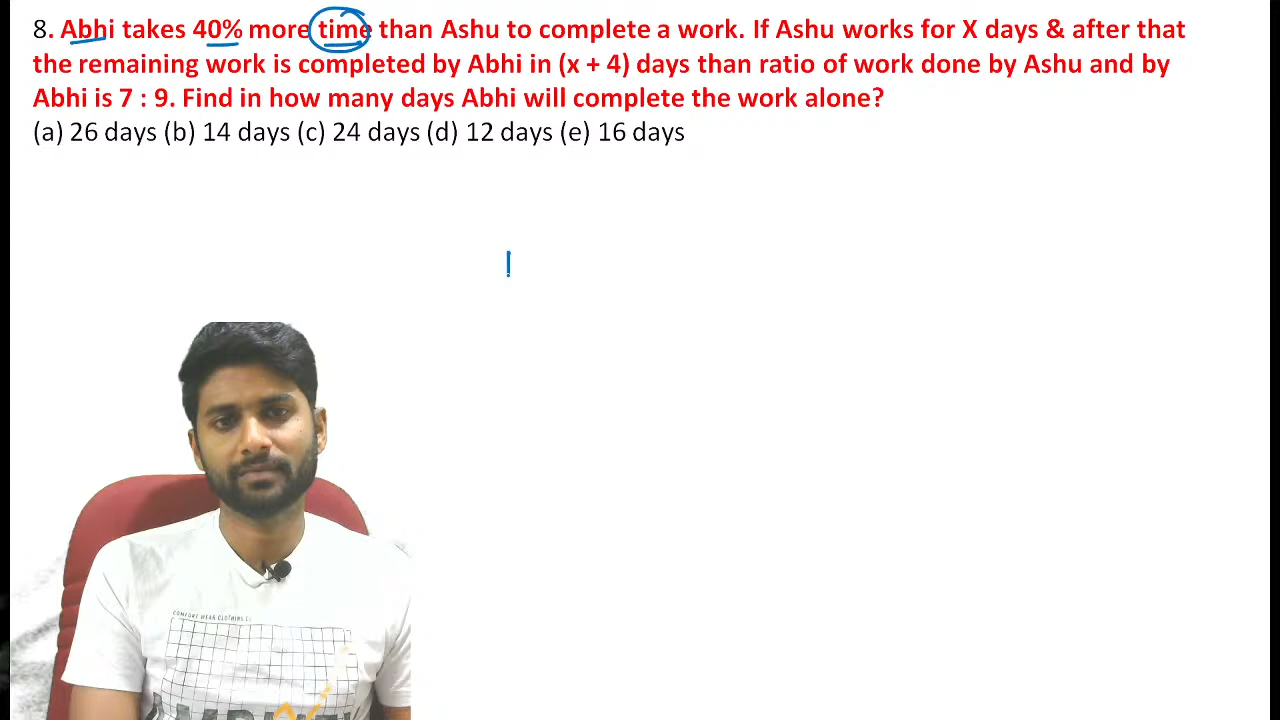 8. Abhi takes 40% more time than Ashu to complete a work. If Ashu works for X days & after that
the remaining work is completed by Abhi in (x + 4) days than ratio of work done by Ashu and by
Abhi is 7 : 9. Find in how many days Abhi will complete the work alone?
(a) 26 days (b) 14 days (c) 24 days (d) 12 days (e) 16 days